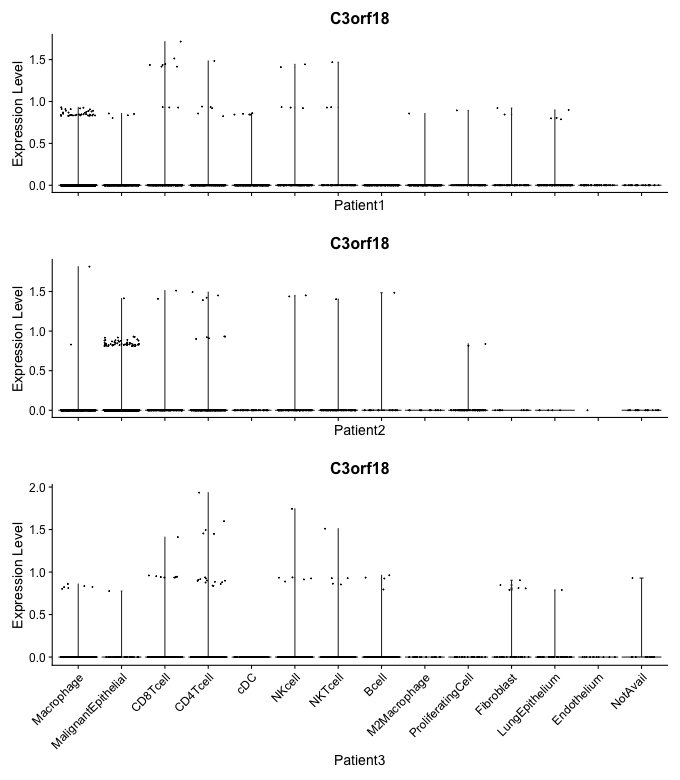 C3orf18
Expression Level
1.5
1.0
0.5
0.0
Patient1
C3orf18
Expression Level
1.5
1.0
0.5
0.0
Patient2
C3orf18
Expression Level
2.0
1.5
1.0
0.5
0.0
Macrophage
MalignantEpithelial
CD8Tcell
CD4Tcell
cDC
NKcell
NKTcell
Bcell
M2Macrophage
ProliferatingCell
Fibroblast
LungEpithelium
Endothelium
NotAvail
Patient3